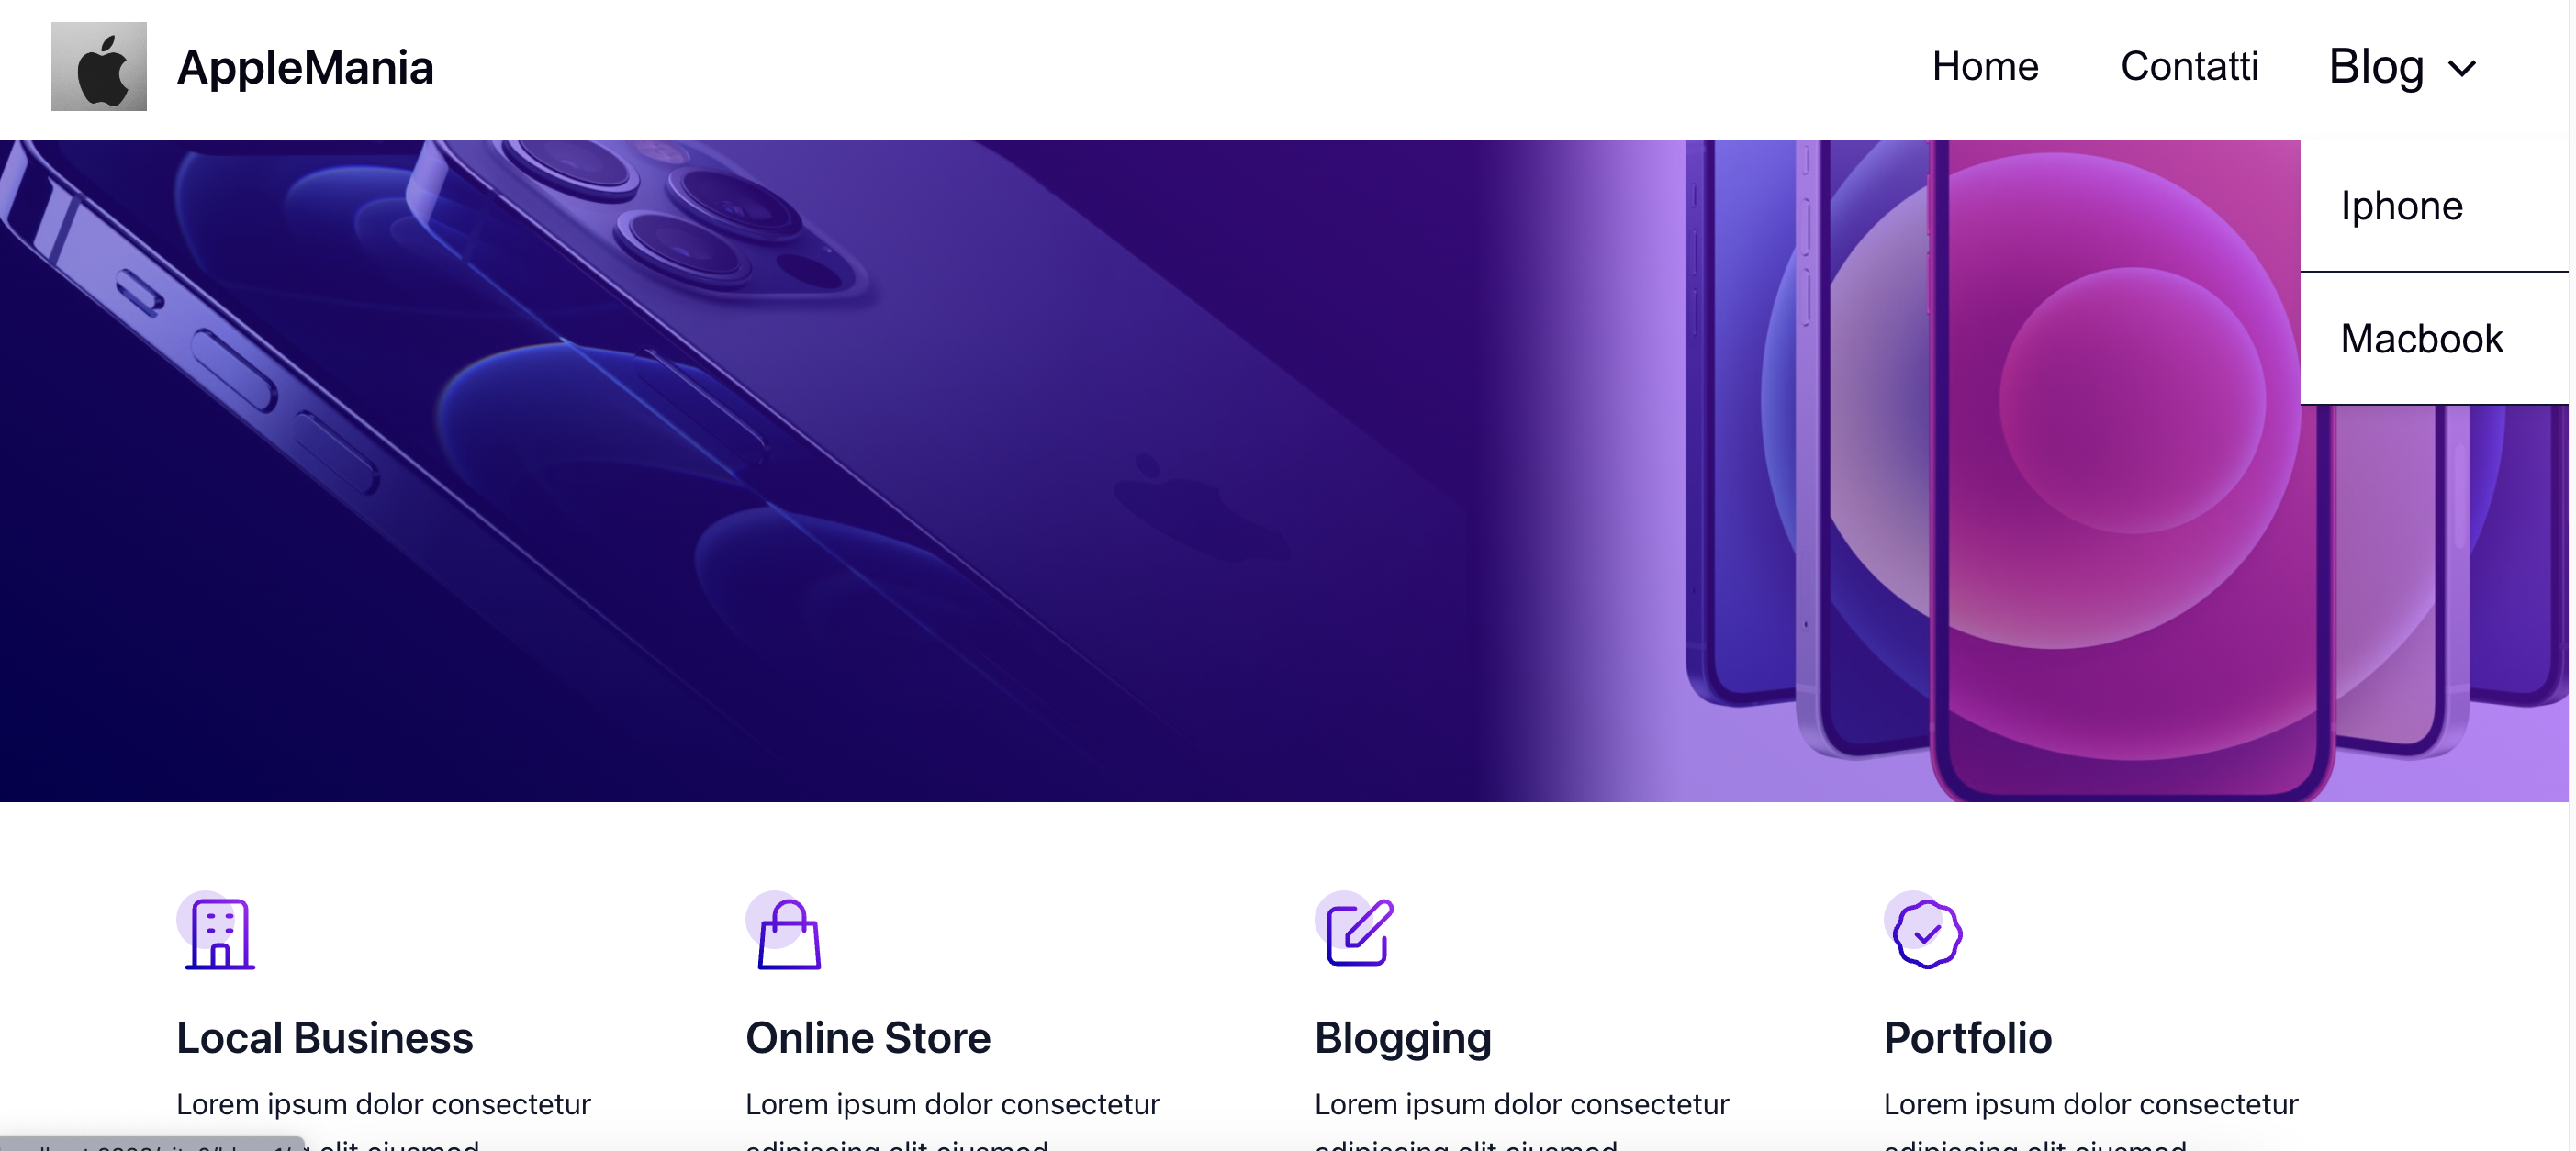 AppleMania
Home Contatti Blog
Iphone
Macbook
Local Business Online Store Blogging Portfolio
Lorem ipsum dolor consectetur Lorem ipsum dolor consectetur Lorem ipsum dolor consectetur Lorem ipsum dolor consectetur
elit eiusmod adipiscing elit eiusmod adipiscing elit eiusmod adipiscing elit eiusmod